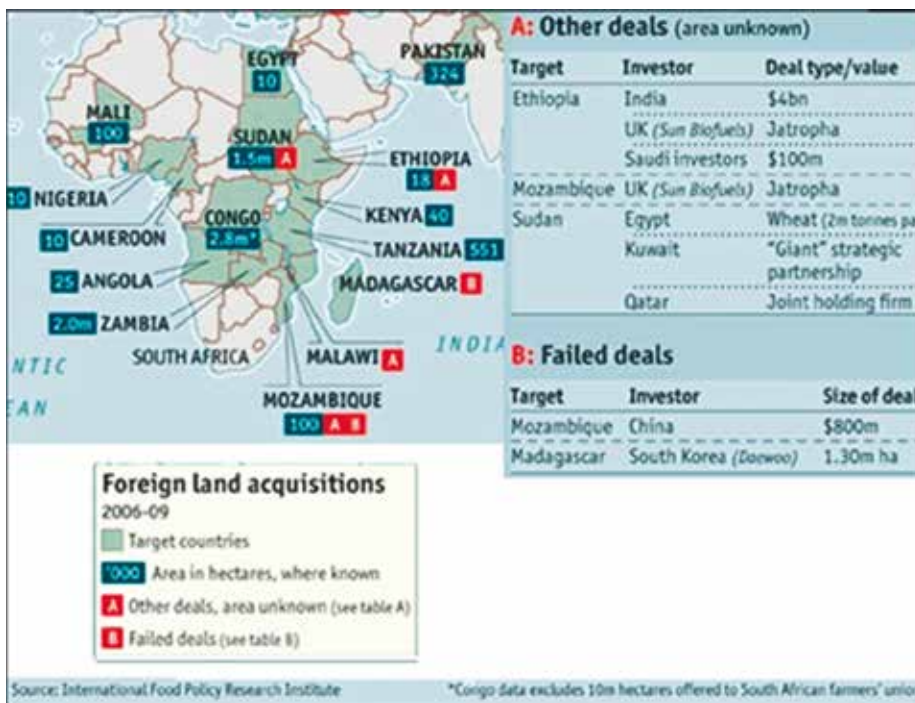 EGYPT
10
PAKISTAN
324
MALI
100
SUDAN
1.5m A
ETHIOPIA
18 A
10 NIGERIA
KENYA 40
CONGO
2.8m*
10 CAMEROON
TANZANIA 551
25 ANGOLA
MADAGASCAR B
2.0m ZAMBIA
SOUTH AFRICA
MALAWI A
INDIA
NTIC
EAN
MOZAMBIQUE
100 A B
A: Other deals (area unknown)
Target Investor Deal type/value
Ethiopia India $4bn
UK (Sun Biofuels) Jatropha
Saudi investors $100m
Mozambique UK (Sun Biofuels) Jatropha
Sudan Egypt Wheat (2m tonnes pa
Kuwait "Giant" strategic
partnership
Qatar Joint holding firm
B: Failed deals
Target Investor Size of deal
Mozambique China $800m
Madagascar South Korea (Daewoo) 1.30m ha
Foreign land acquisitions
2006-09
Target countries
'000 Area in hectares, where known
A Other deals, area unknown (see table A)
B Failed deals (see table B)
Source: International Food Policy Research Institute
*Congo data excludes 10m hectares offered to South African farmers' union